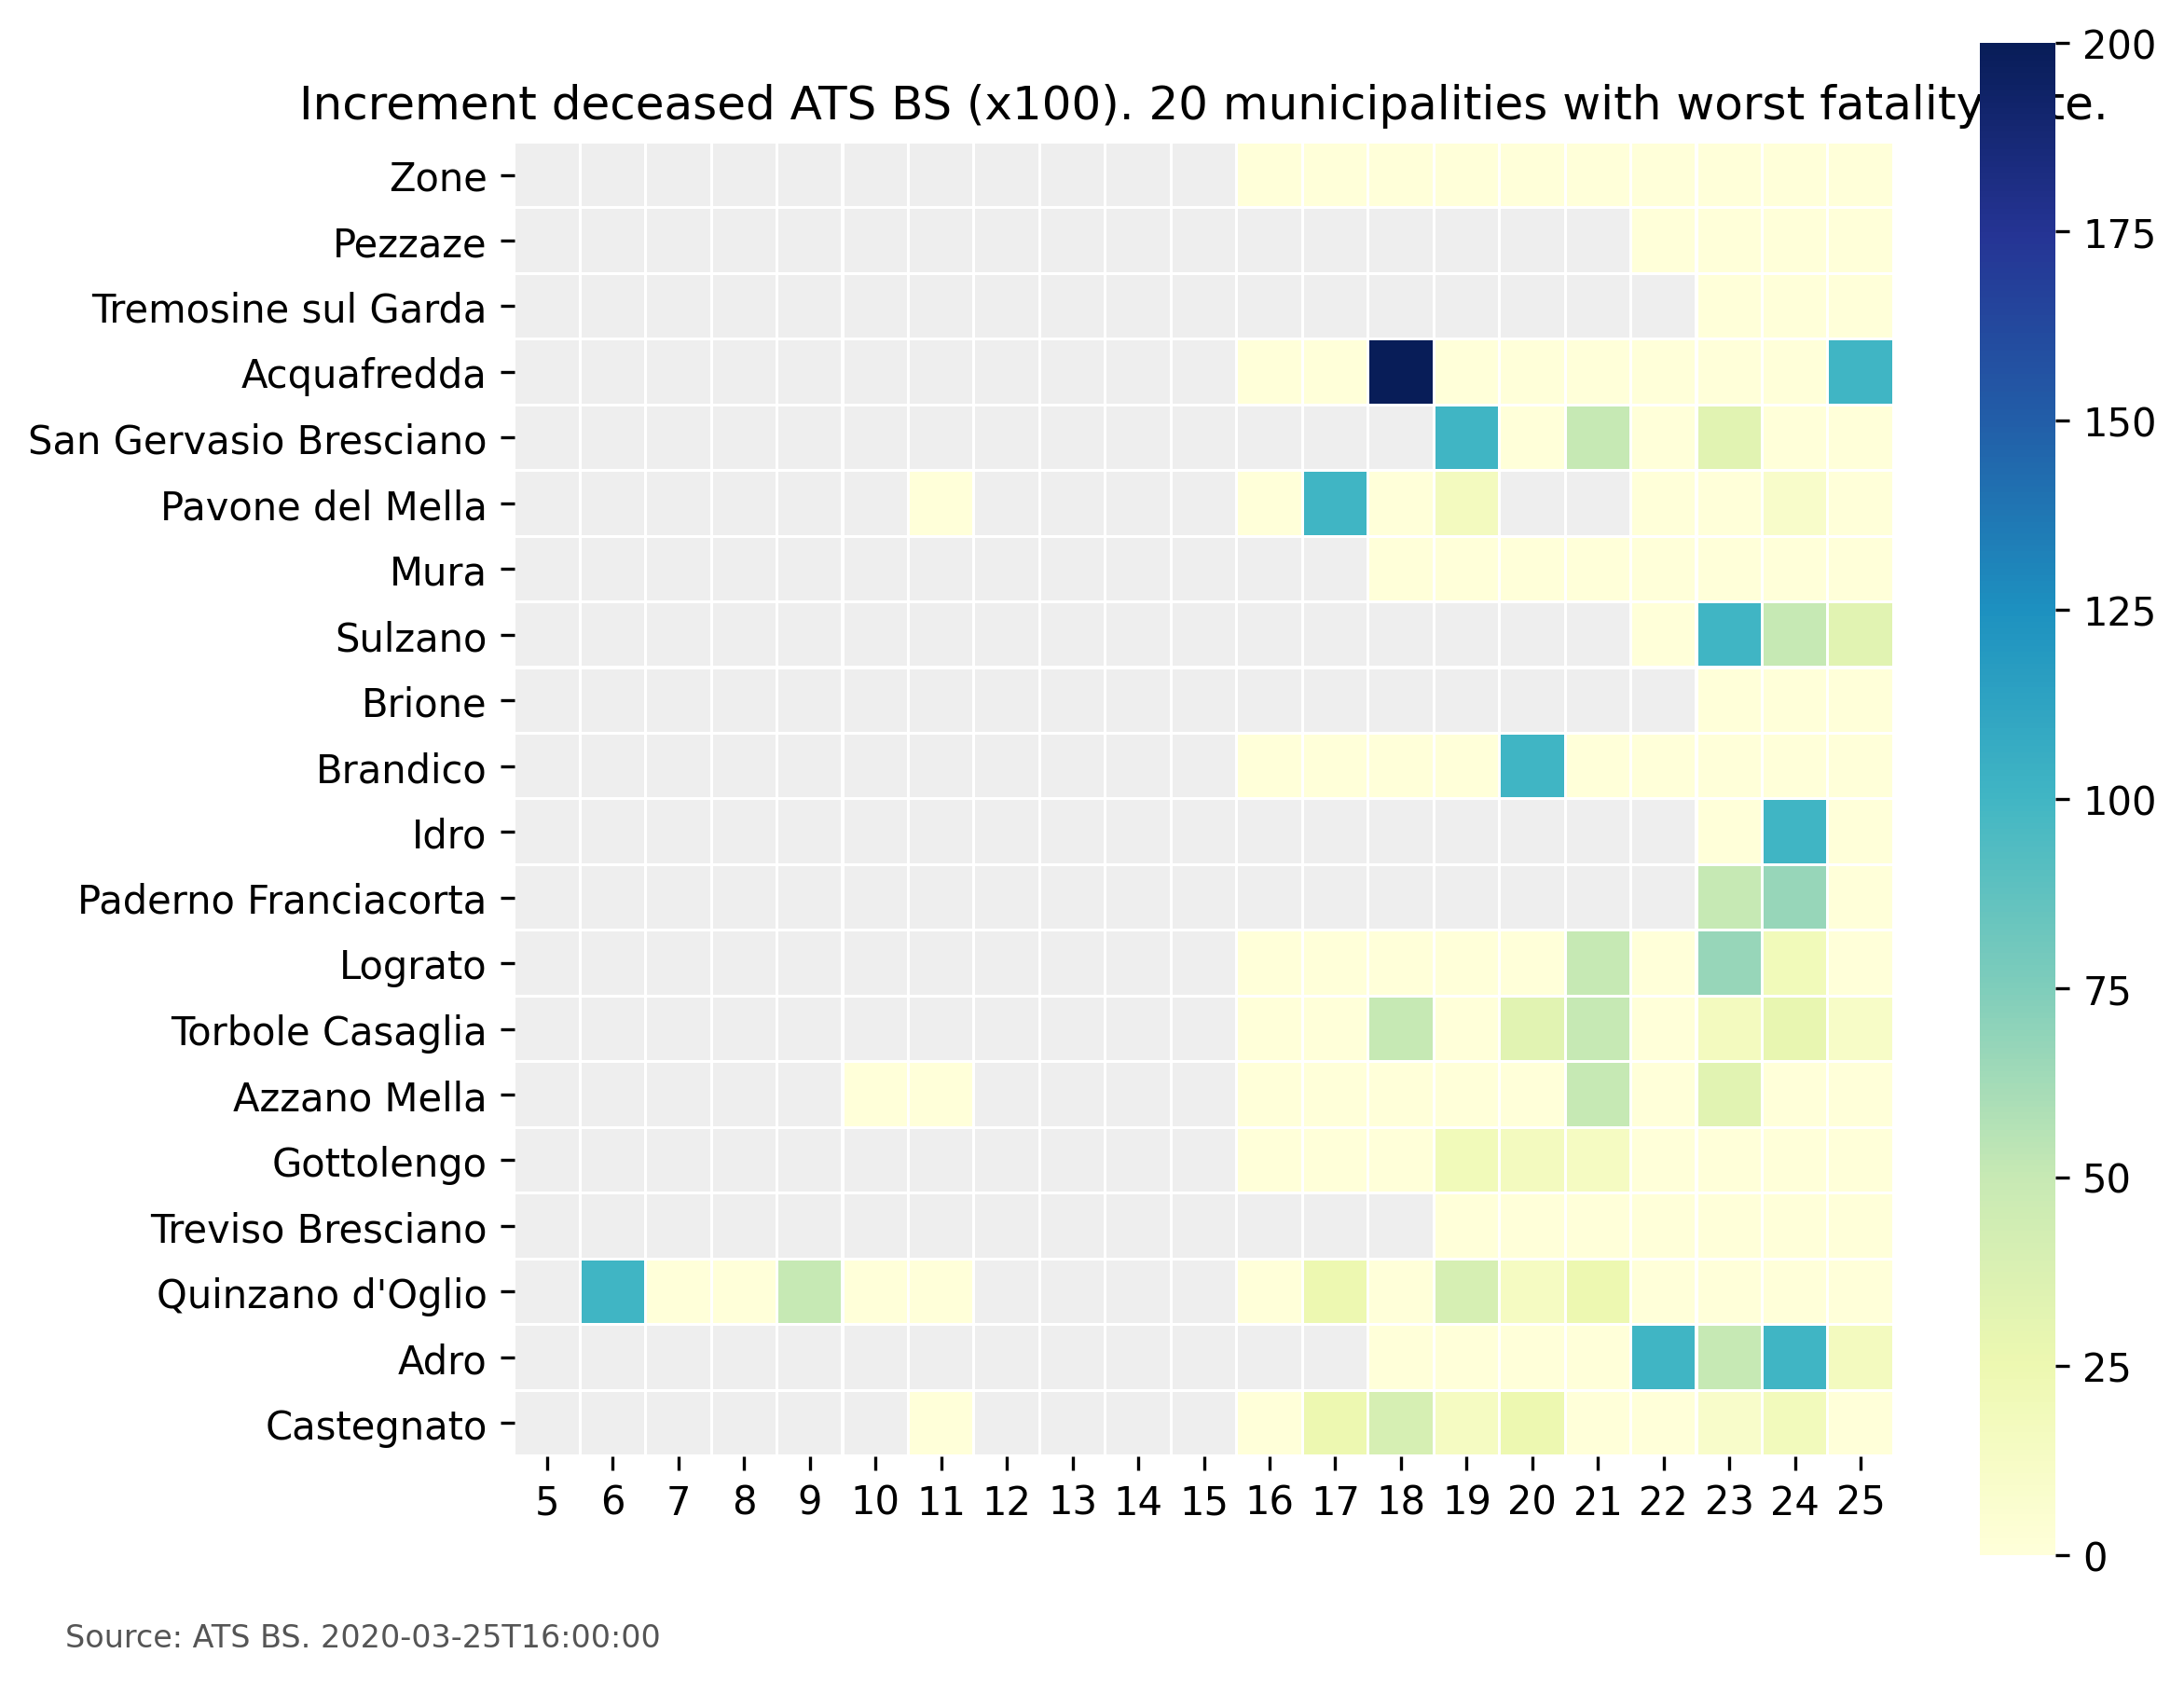 Increment deceased ATS BS (x100). 20 municipalities with worst fatality te.
200
175
150
125
100
75
50
25
0
Zone
Pezzaze
Tremosine sul Garda
Acquafredda
San Gervasio Bresciano
Pavone del Mella
Mura
Sulzano
Brione
Brandico
Idro
Paderno Franciacorta
Lograto
Torbole Casaglia
Azzano Mella
Gottolengo
Treviso Bresciano
Quinzano d'Oglio
Adro
Castegnato
5 6 7 8 9 10 11 12 13 14 15 16 17 18 19 20 21 22 23 24 25
Source: ATS BS. 2020-03-25T16:00:00